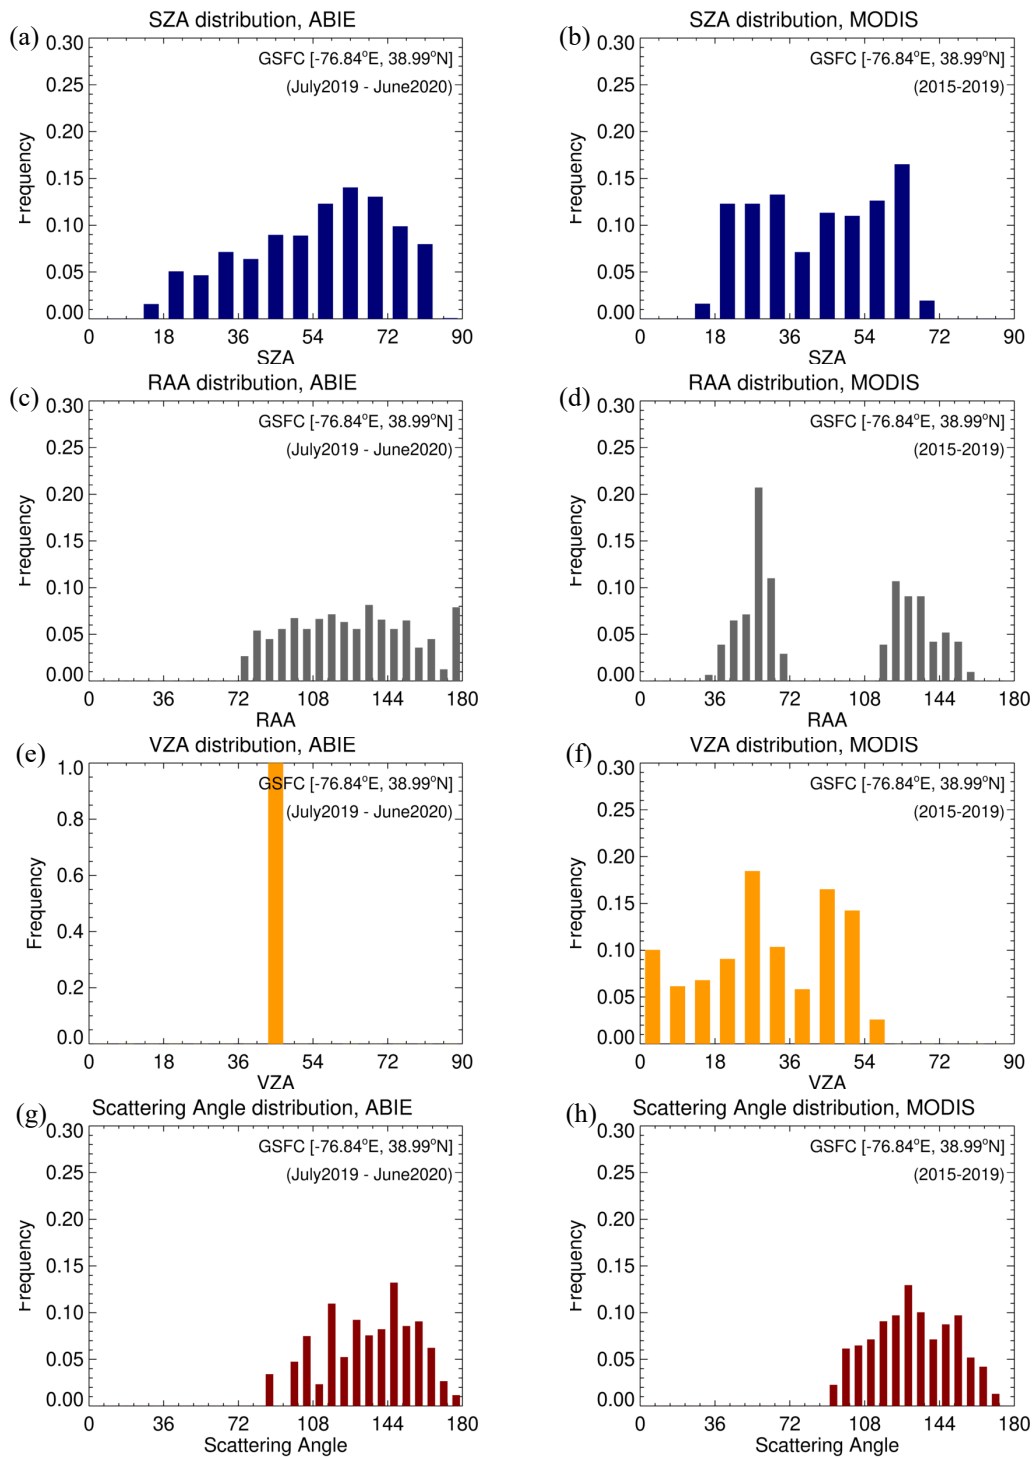 (a)
SZA distribution, ABIE
GSFC [-76.84°E, 38.99°N]
(July2019 - June2020)
0.30
0.25
0.20
0.15
0.10
0.05
0.00
Frequency
0 18 36 54 72 90
SZA
(b)
SZA distribution, MODIS
GSFC [-76.84°E, 38.99°N]
(2015-2019)
0.30
0.25
0.20
0.15
0.10
0.05
0.00
Frequency
0 18 36 54 72 90
SZA
(c)
RAA distribution, ABIE
GSFC [-76.84°E, 38.99°N]
(July2019 - June2020)
0.30
0.25
0.20
0.15
0.10
0.05
0.00
Frequency
0 36 72 108 144 180
RAA
(d)
RAA distribution, MODIS
GSFC [-76.84°E, 38.99°N]
(2015-2019)
0.30
0.25
0.20
0.15
0.10
0.05
0.00
Frequency
0 36 72 108 144 180
RAA
(e)
VZA distribution, ABIE
GSFC [-76.84°E, 38.99°N]
(July2019 - June2020)
1.0
0.8
0.6
0.4
0.2
0.0
Frequency
0 18 36 54 72 90
VZA
(f)
VZA distribution, MODIS
GSFC [-76.84°E, 38.99°N]
(2015-2019)
0.30
0.25
0.20
0.15
0.10
0.05
0.00
Frequency
0 18 36 54 72 90
VZA
(g)
Scattering Angle distribution, ABIE
GSFC [-76.84°E, 38.99°N]
(July2019 - June2020)
0.30
0.25
0.20
0.15
0.10
0.05
0.00
Frequency
0 36 72 108 144 180
Scattering Angle
(h)
Scattering Angle distribution, MODIS
GSFC [-76.84°E, 38.99°N]
(2015-2019)
0.30
0.25
0.20
0.15
0.10
0.05
0.00
Frequency
0 36 72 108 144 180
Scattering Angle